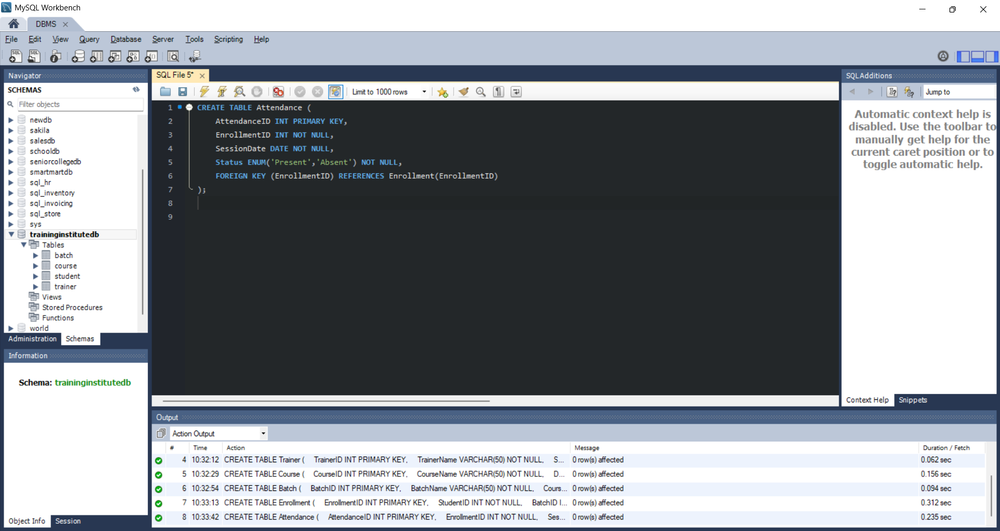 MySQL Workbench
DBMS
File Edit View Query Database Server Tools Scripting Help
Navigator
SCHEMAS
Filter objects
newdb
sakila
salesdb
schooldb
seniorcollegedb
smartmartdb
sql_hr
sql_inventory
sql_invoicing
sql_store
sys
traininginstitutedb
Tables
batch
course
student
trainer
Views
Stored Procedures
Functions
world
Administration Schemas
Information
Schema: traininginstitutedb
Object Info Session
SQL File 5*
Limit to 1000 rows
1 CREATE TABLE Attendance (
2 AttendanceID INT PRIMARY KEY,
3 EnrollmentID INT NOT NULL,
4 SessionDate DATE NOT NULL,
5 Status ENUM('Present','Absent') NOT NULL,
6 FOREIGN KEY (EnrollmentID) REFERENCES Enrollment(EnrollmentID)
7 );
8
9
SQLAdditions
Jump to
Automatic context help is
disabled. Use the toolbar to
manually get help for the
current caret position or to
toggle automatic help.
Context Help Snippets
Output
Action Output
# Time Action Message Duration / Fetch
4 10:32:12 CREATE TABLE Trainer ( TrainerID INT PRIMARY KEY, TrainerName VARCHAR(50) NOT NULL, S... 0 row(s) affected 0.062 sec
5 10:32:29 CREATE TABLE Course ( CourseID INT PRIMARY KEY, CourseName VARCHAR(50) NOT NULL, D... 0 row(s) affected 0.156 sec
6 10:32:54 CREATE TABLE Batch ( BatchID INT PRIMARY KEY, BatchName VARCHAR(50) NOT NULL, Cours... 0 row(s) affected 0.094 sec
7 10:33:13 CREATE TABLE Enrollment ( EnrollmentID INT PRIMARY KEY, StudentID INT NOT NULL, BatchID I... 0 row(s) affected 0.312 sec
8 10:33:42 CREATE TABLE Attendance ( AttendanceID INT PRIMARY KEY, EnrollmentID INT NOT NULL, Ses... 0 row(s) affected 0.235 sec